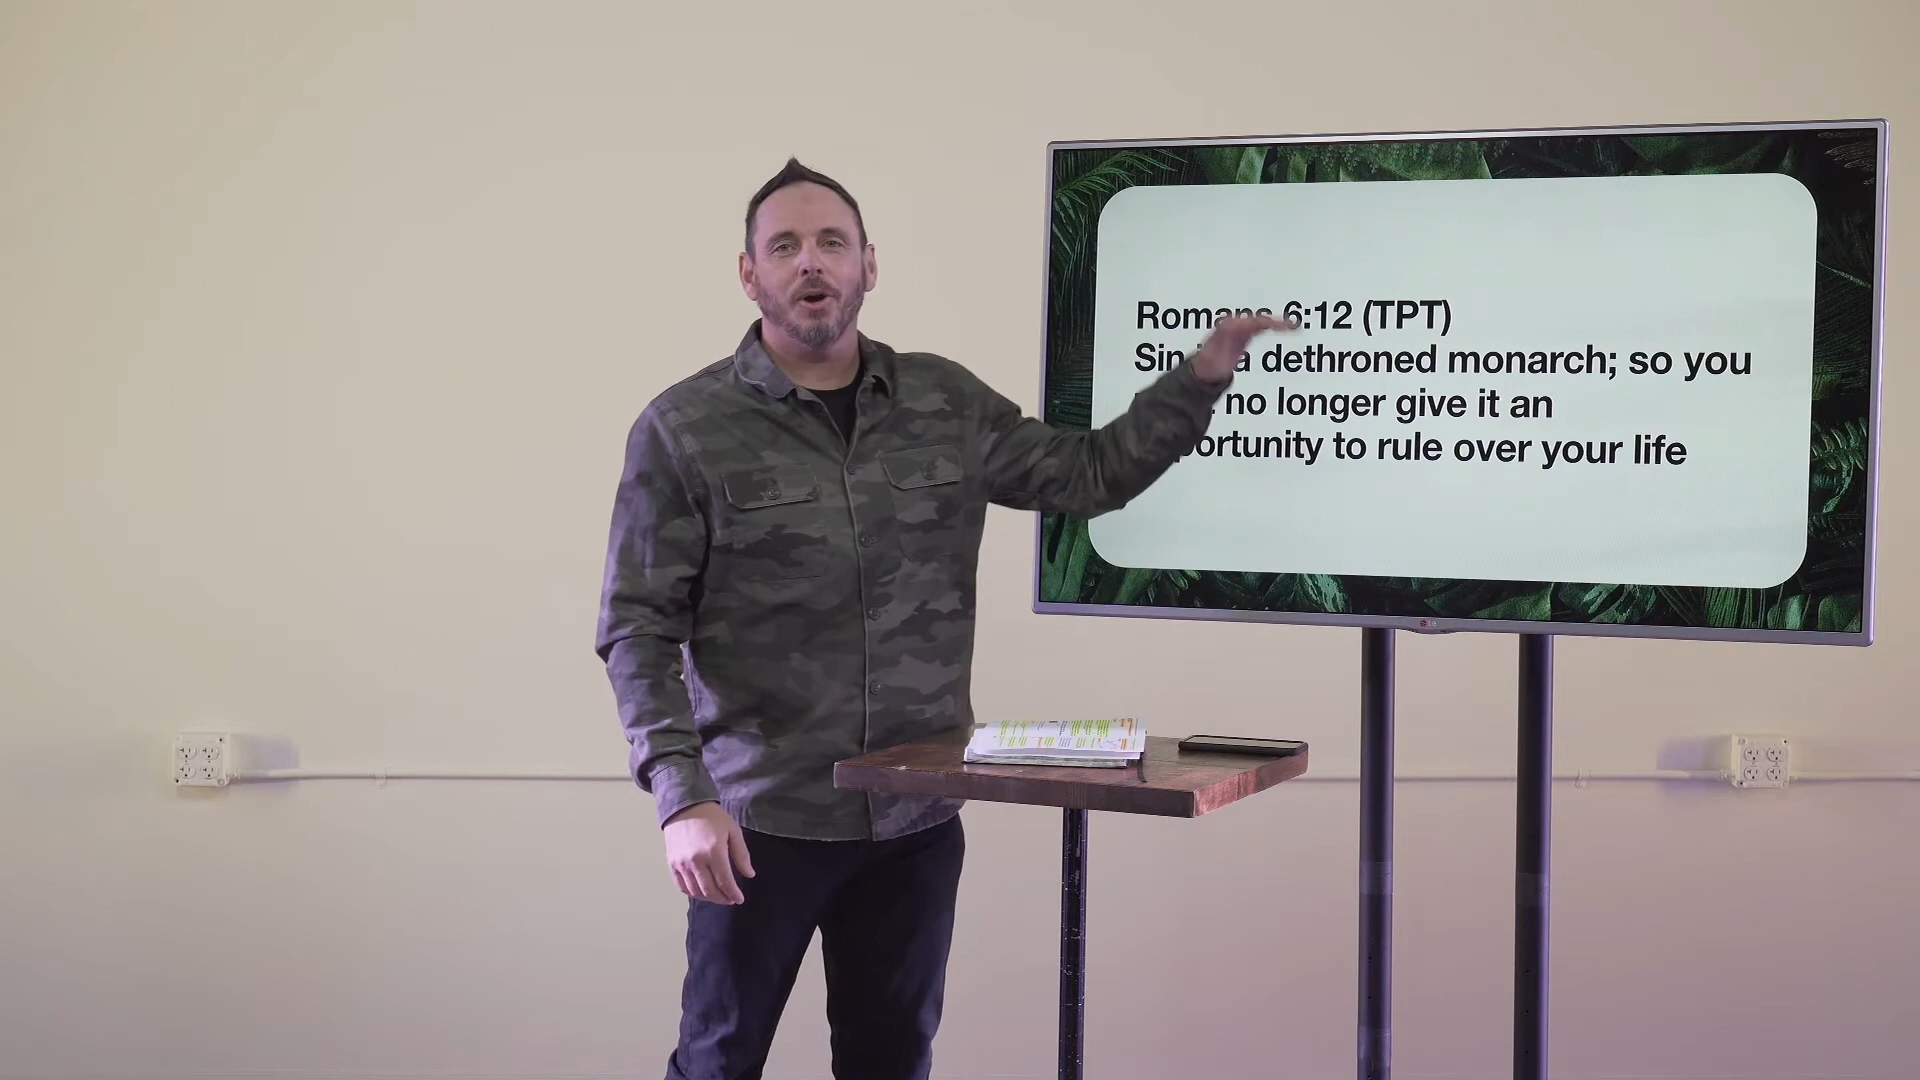 Romans 6:12 (TPT)
Sin a dethroned monarch; so you
no longer give it an
portunity to rule over your life
LG